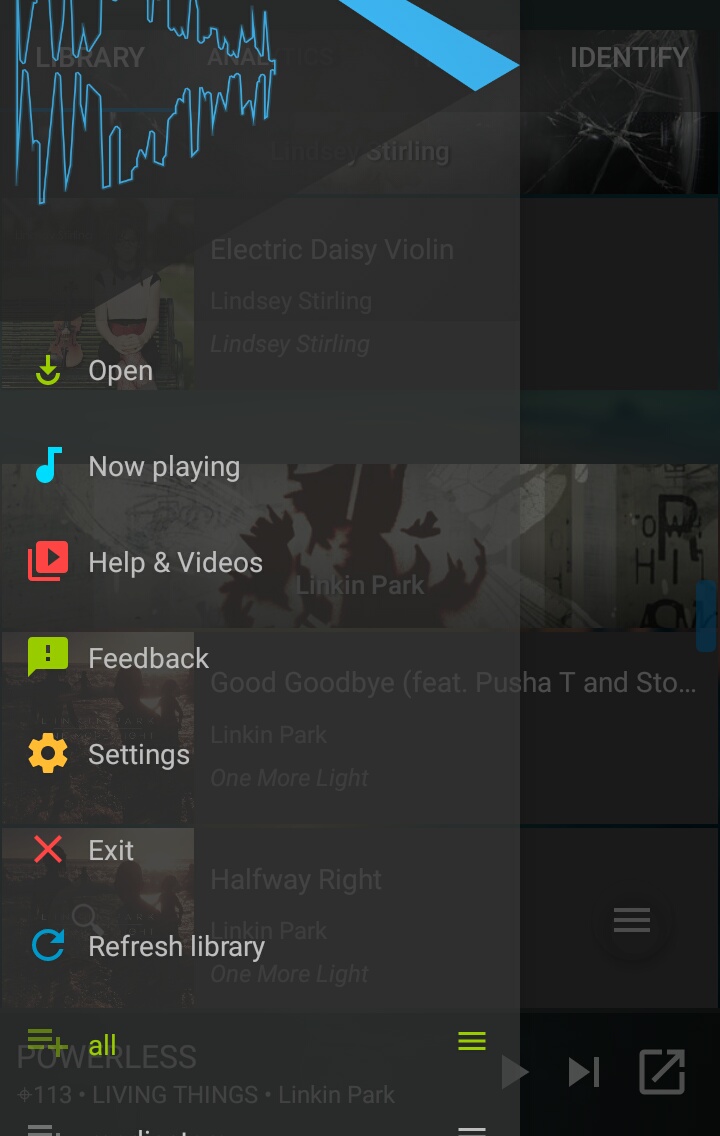 LIBRARY ANALYTICS IDENTIFY
Lindsey Stirling
Electric Daisy Violin
Lindsey Stirling
Lindsey Stirling
Open
Now playing
Help & Videos
Linkin Park
Feedback
Good Goodbye (feat. Pusha T and Sto...
Linkin Park
Settings
One More Light
Exit
Halfway Right
Linkin Park
Refresh library
One More Light
all
POWERLESS
⌖113 • LIVING THINGS • Linkin Park